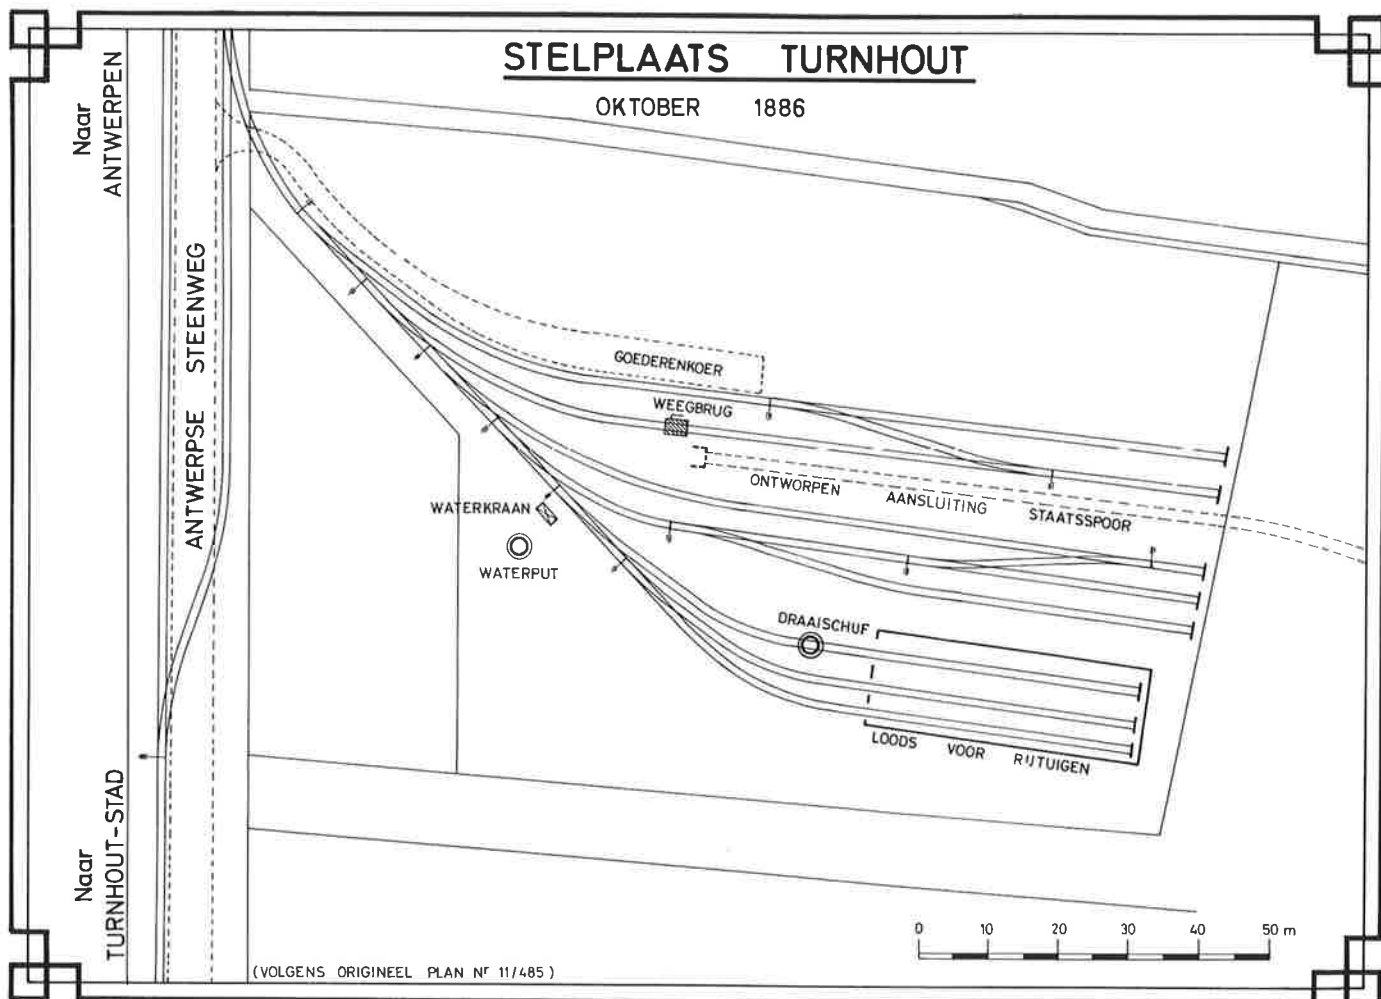 STELPLAATS TURNHOUT
OKTOBER 1886
Naar
ANTWERPEN
ANTWERPSE STEENWEG
GOEDERENKOER
WEEGBRUG
ONTWORPEN AANSLUITING STAATSSPOOR
WATERKRAAN
WATERPUT
DRAAISCHIJF
LOODS VOOR RIJTUIGEN
Naar
TURNHOUT-STAD
0 10 20 30 40 50 m
(VOLGENS ORIGINEEL PLAN Nr 11/485)